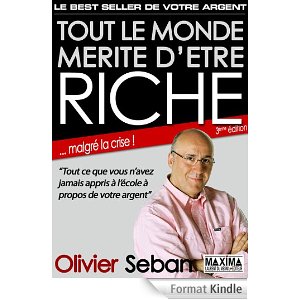 LE BEST SELLER DE VOTRE ARGENT
TOUT LE MONDE
MERITE D'ETRE
RICHE
3ème édition
... malgré la crise !
"Tout ce que vous n'avez
jamais appris à l'école à
propos de votre argent"
Olivier Seban
MAXIMA
Format Kindle